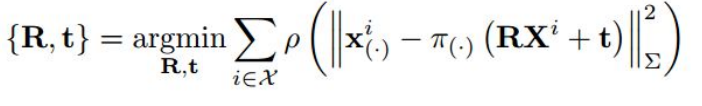 {R, t} = argmin_{R,t} ∑_{i∈𝒳} ρ ( ‖ x^i_{(·)} − π_{(·)} ( RX^i + t ) ‖^2_Σ )